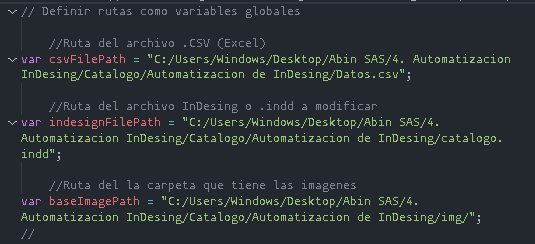 // Definir rutas como variables globales
//Ruta del archivo .CSV (Excel)
var csvFilePath = "C:/Users/Windows/Desktop/Abin SAS/4. Automatizacion
InDesing/Catalogo/Automatizacion de InDesing/Datos.csv";
//Ruta del archivo InDesing o .indd a modificar
var indesignFilePath = "C:/Users/Windows/Desktop/Abin SAS/4.
Automatizacion InDesing/Catalogo/Automatizacion de InDesing/catalogo.
indd";
//Ruta del la carpeta que tiene las imagenes
var baseImagePath = "C:/Users/Windows/Desktop/Abin SAS/4.
Automatizacion InDesing/Catalogo/Automatizacion de InDesing/img/";
//